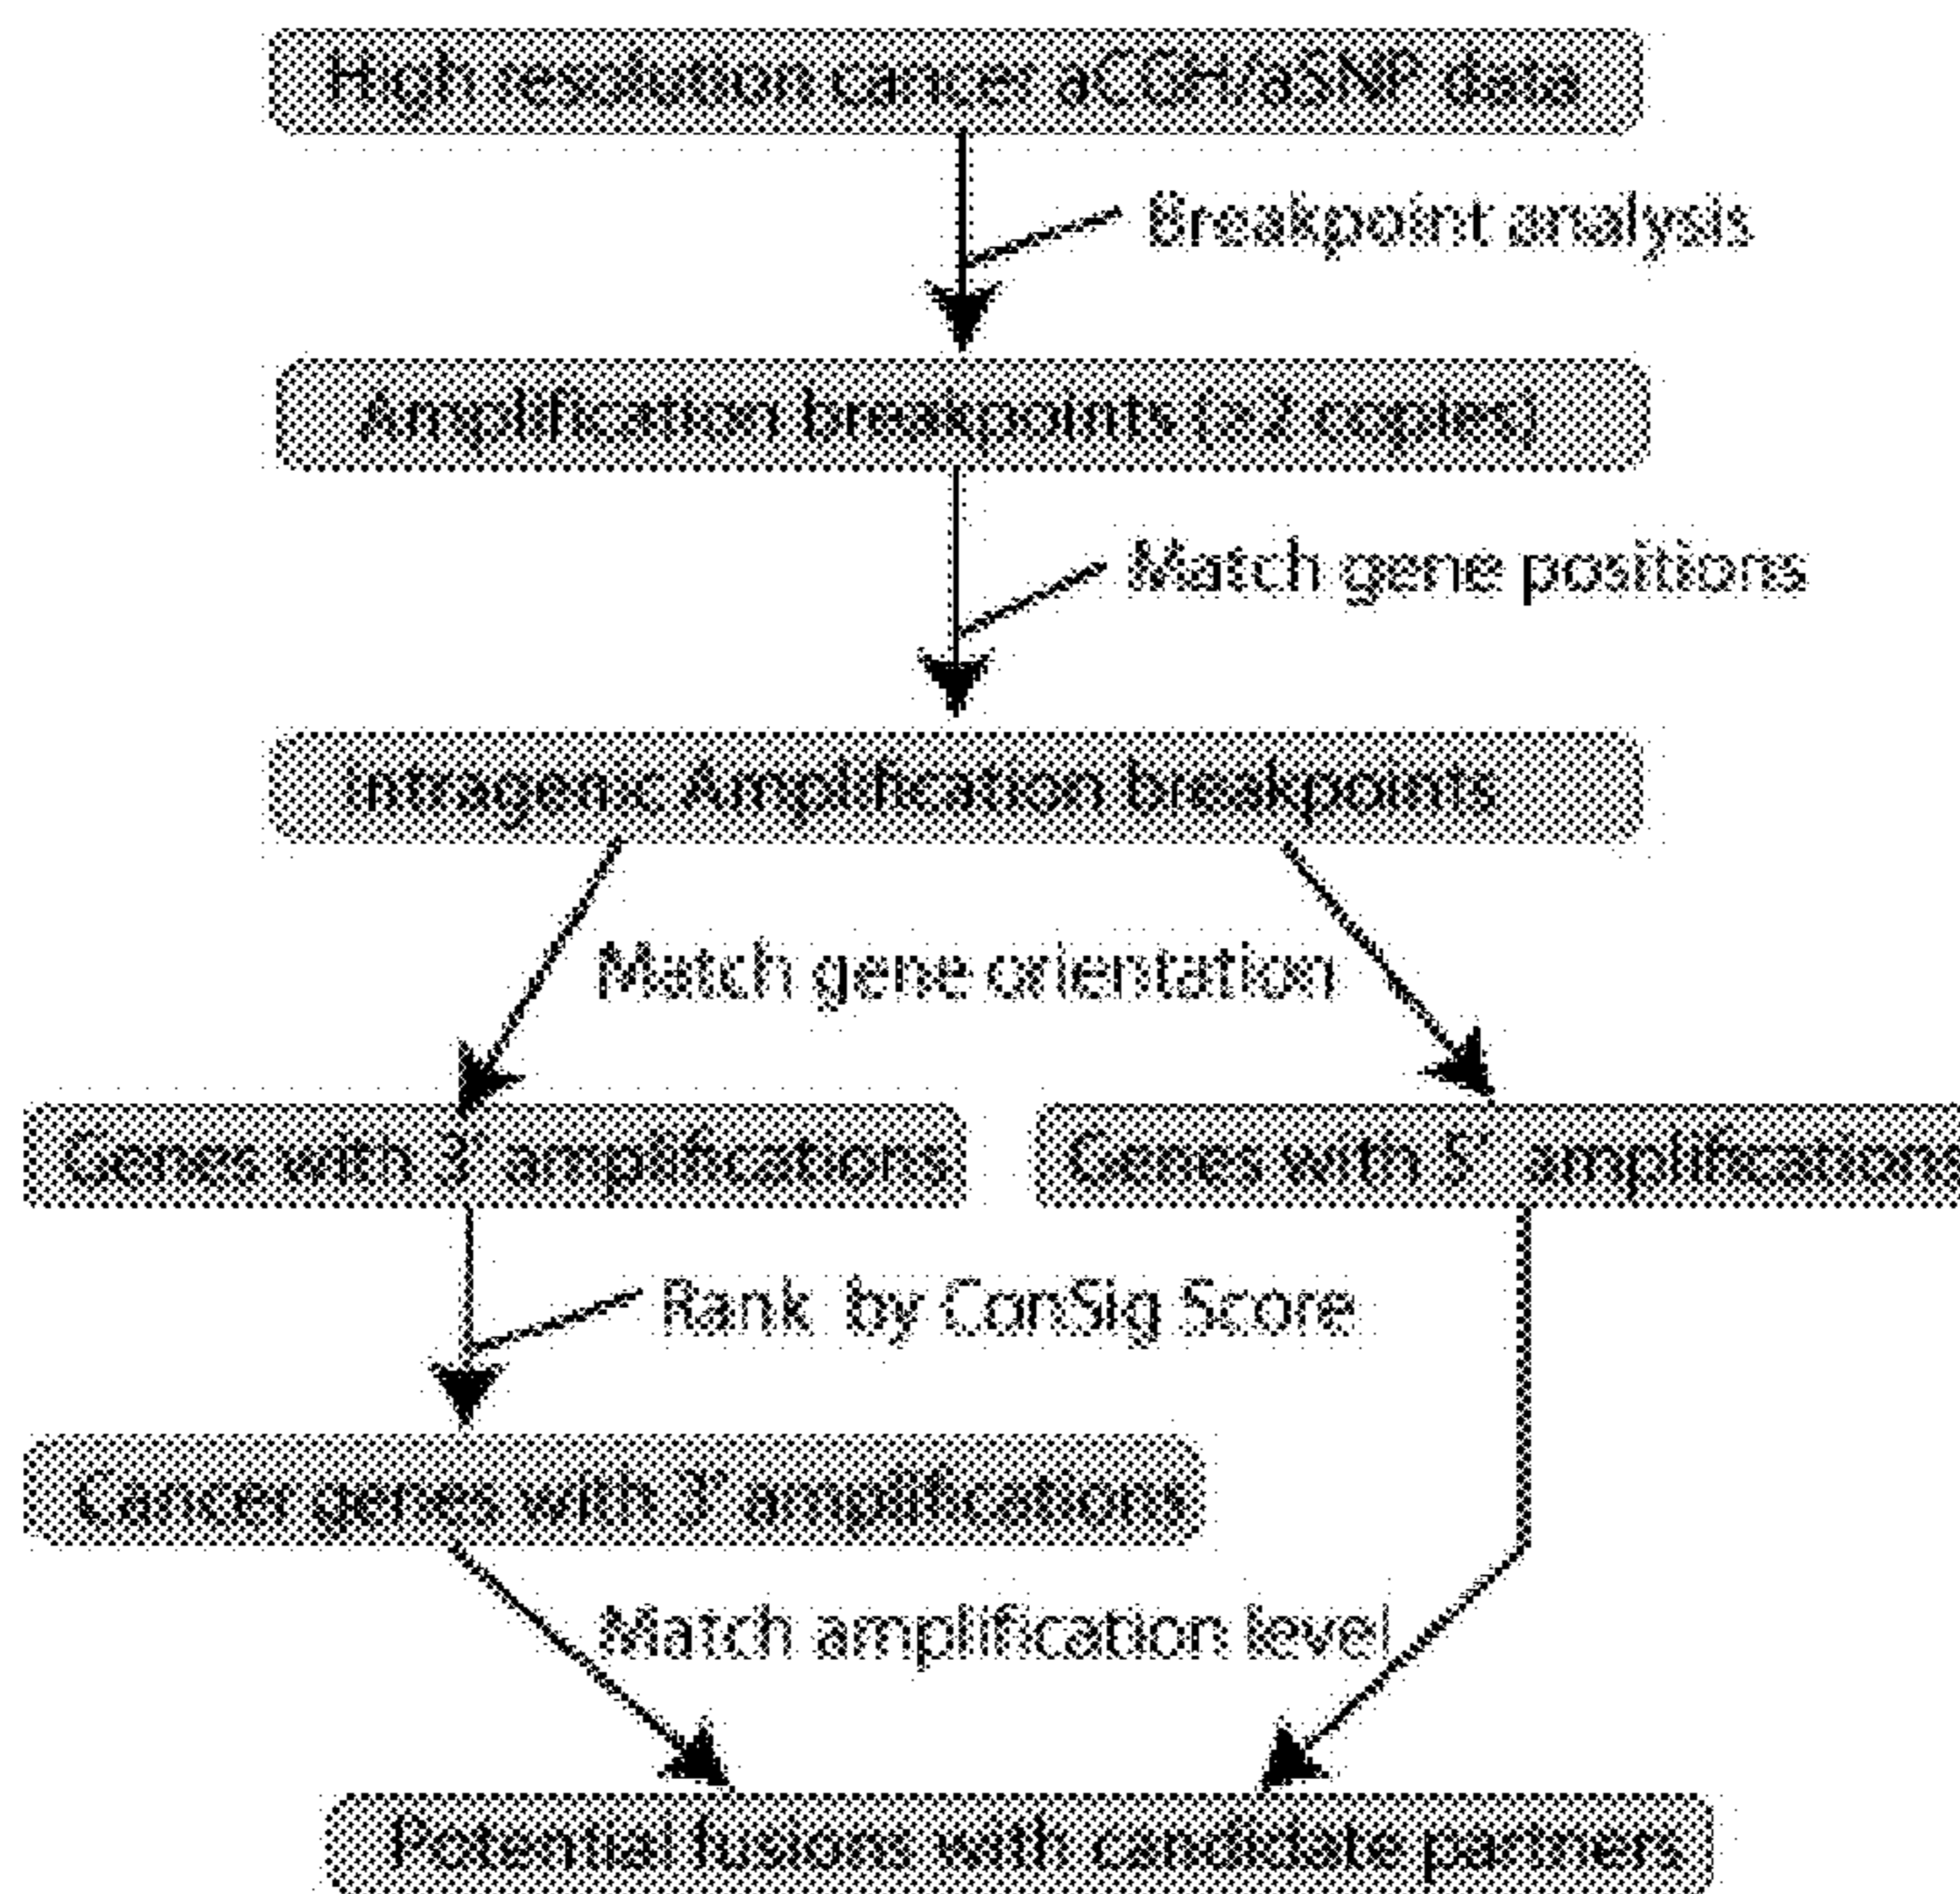 High resolution cancer aCGH/aSNP data
Breakpoint analysis
Amplification breakpoints (≥2 copies)
Match gene positions
Intragenic Amplification breakpoints
Match gene orientation
Genes with 3' amplifications
Genes with 5' amplifications
Rank by ConSig Score
Cancer genes with 3' amplifications
Match amplification level
Potential fusions with candidate partners